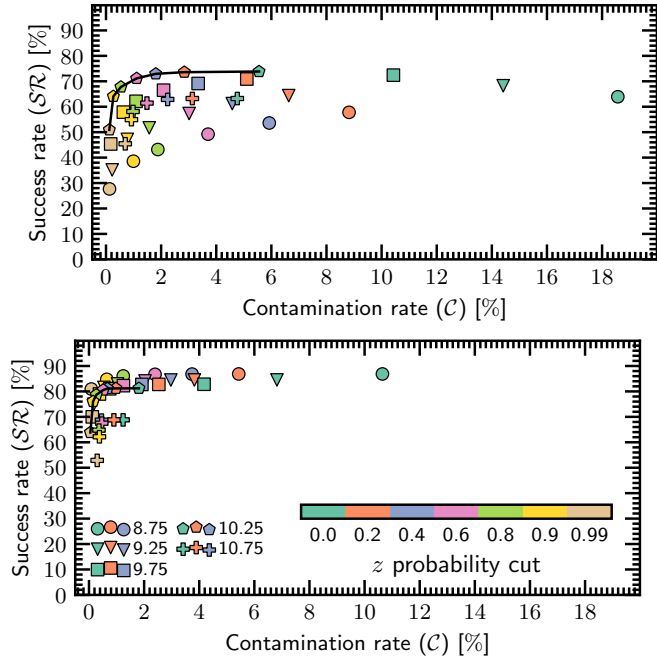 90
80
70
60
50
40
30
20
10
0
Success rate (𝒮ℛ) [%]
0 2 4 6 8 10 12 14 16 18
Contamination rate (𝒞) [%]
90
80
70
60
50
40
30
20
10
0
Success rate (𝒮ℛ) [%]
8.75 10.25
9.25 10.75
9.75
0.0 0.2 0.4 0.6 0.8 0.9 0.99
z probability cut
0 2 4 6 8 10 12 14 16 18
Contamination rate (𝒞) [%]